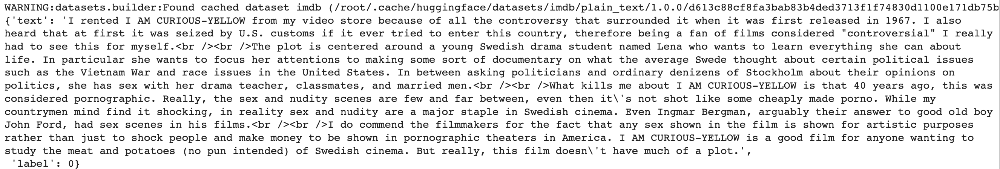 WARNING:datasets.builder:Found cached dataset imdb (/root/.cache/huggingface/datasets/imdb/plain_text/1.0.0/d613c88cf8fa3bab83b4ded3713f1f74830d1100e171db75b
{'text': 'I rented I AM CURIOUS-YELLOW from my video store because of all the controversy that surrounded it when it was first released in 1967. I also
heard that at first it was seized by U.S. customs if it ever tried to enter this country, therefore being a fan of films considered "controversial" I really
had to see this for myself.<br /><br />The plot is centered around a young Swedish drama student named Lena who wants to learn everything she can about
life. In particular she wants to focus her attentions to making some sort of documentary on what the average Swede thought about certain political issues
such as the Vietnam War and race issues in the United States. In between asking politicians and ordinary denizens of Stockholm about their opinions on
politics, she has sex with her drama teacher, classmates, and married men.<br /><br />What kills me about I AM CURIOUS-YELLOW is that 40 years ago, this was
considered pornographic. Really, the sex and nudity scenes are few and far between, even then it\'s not shot like some cheaply made porno. While my
countrymen mind find it shocking, in reality sex and nudity are a major staple in Swedish cinema. Even Ingmar Bergman, arguably their answer to good old boy
John Ford, had sex scenes in his films.<br /><br />I do commend the filmmakers for the fact that any sex shown in the film is shown for artistic purposes
rather than just to shock people and make money to be shown in pornographic theaters in America. I AM CURIOUS-YELLOW is a good film for anyone wanting to
study the meat and potatoes (no pun intended) of Swedish cinema. But really, this film doesn\'t have much of a plot.',
 'label': 0}